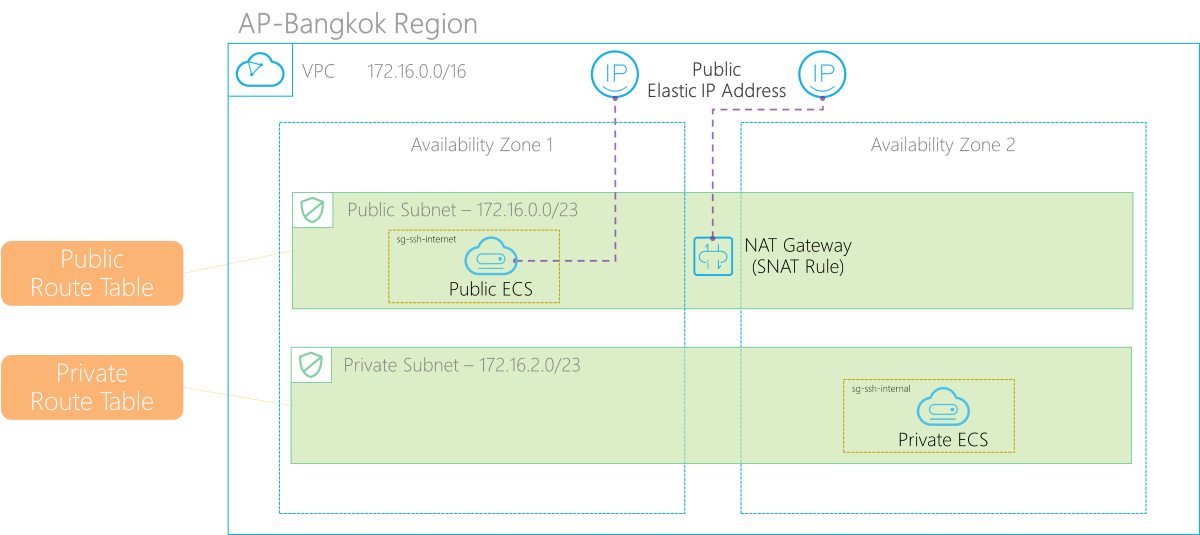 AP-Bangkok Region
VPC 172.16.0.0/16
IP
Public
Elastic IP Address
IP
Availability Zone 1
Availability Zone 2
Public Subnet – 172.16.0.0/23
sg-ssh-internet
Public ECS
NAT Gateway
(SNAT Rule)
Public
Route Table
Private Subnet – 172.16.2.0/23
sg-ssh-internal
Private ECS
Private
Route Table